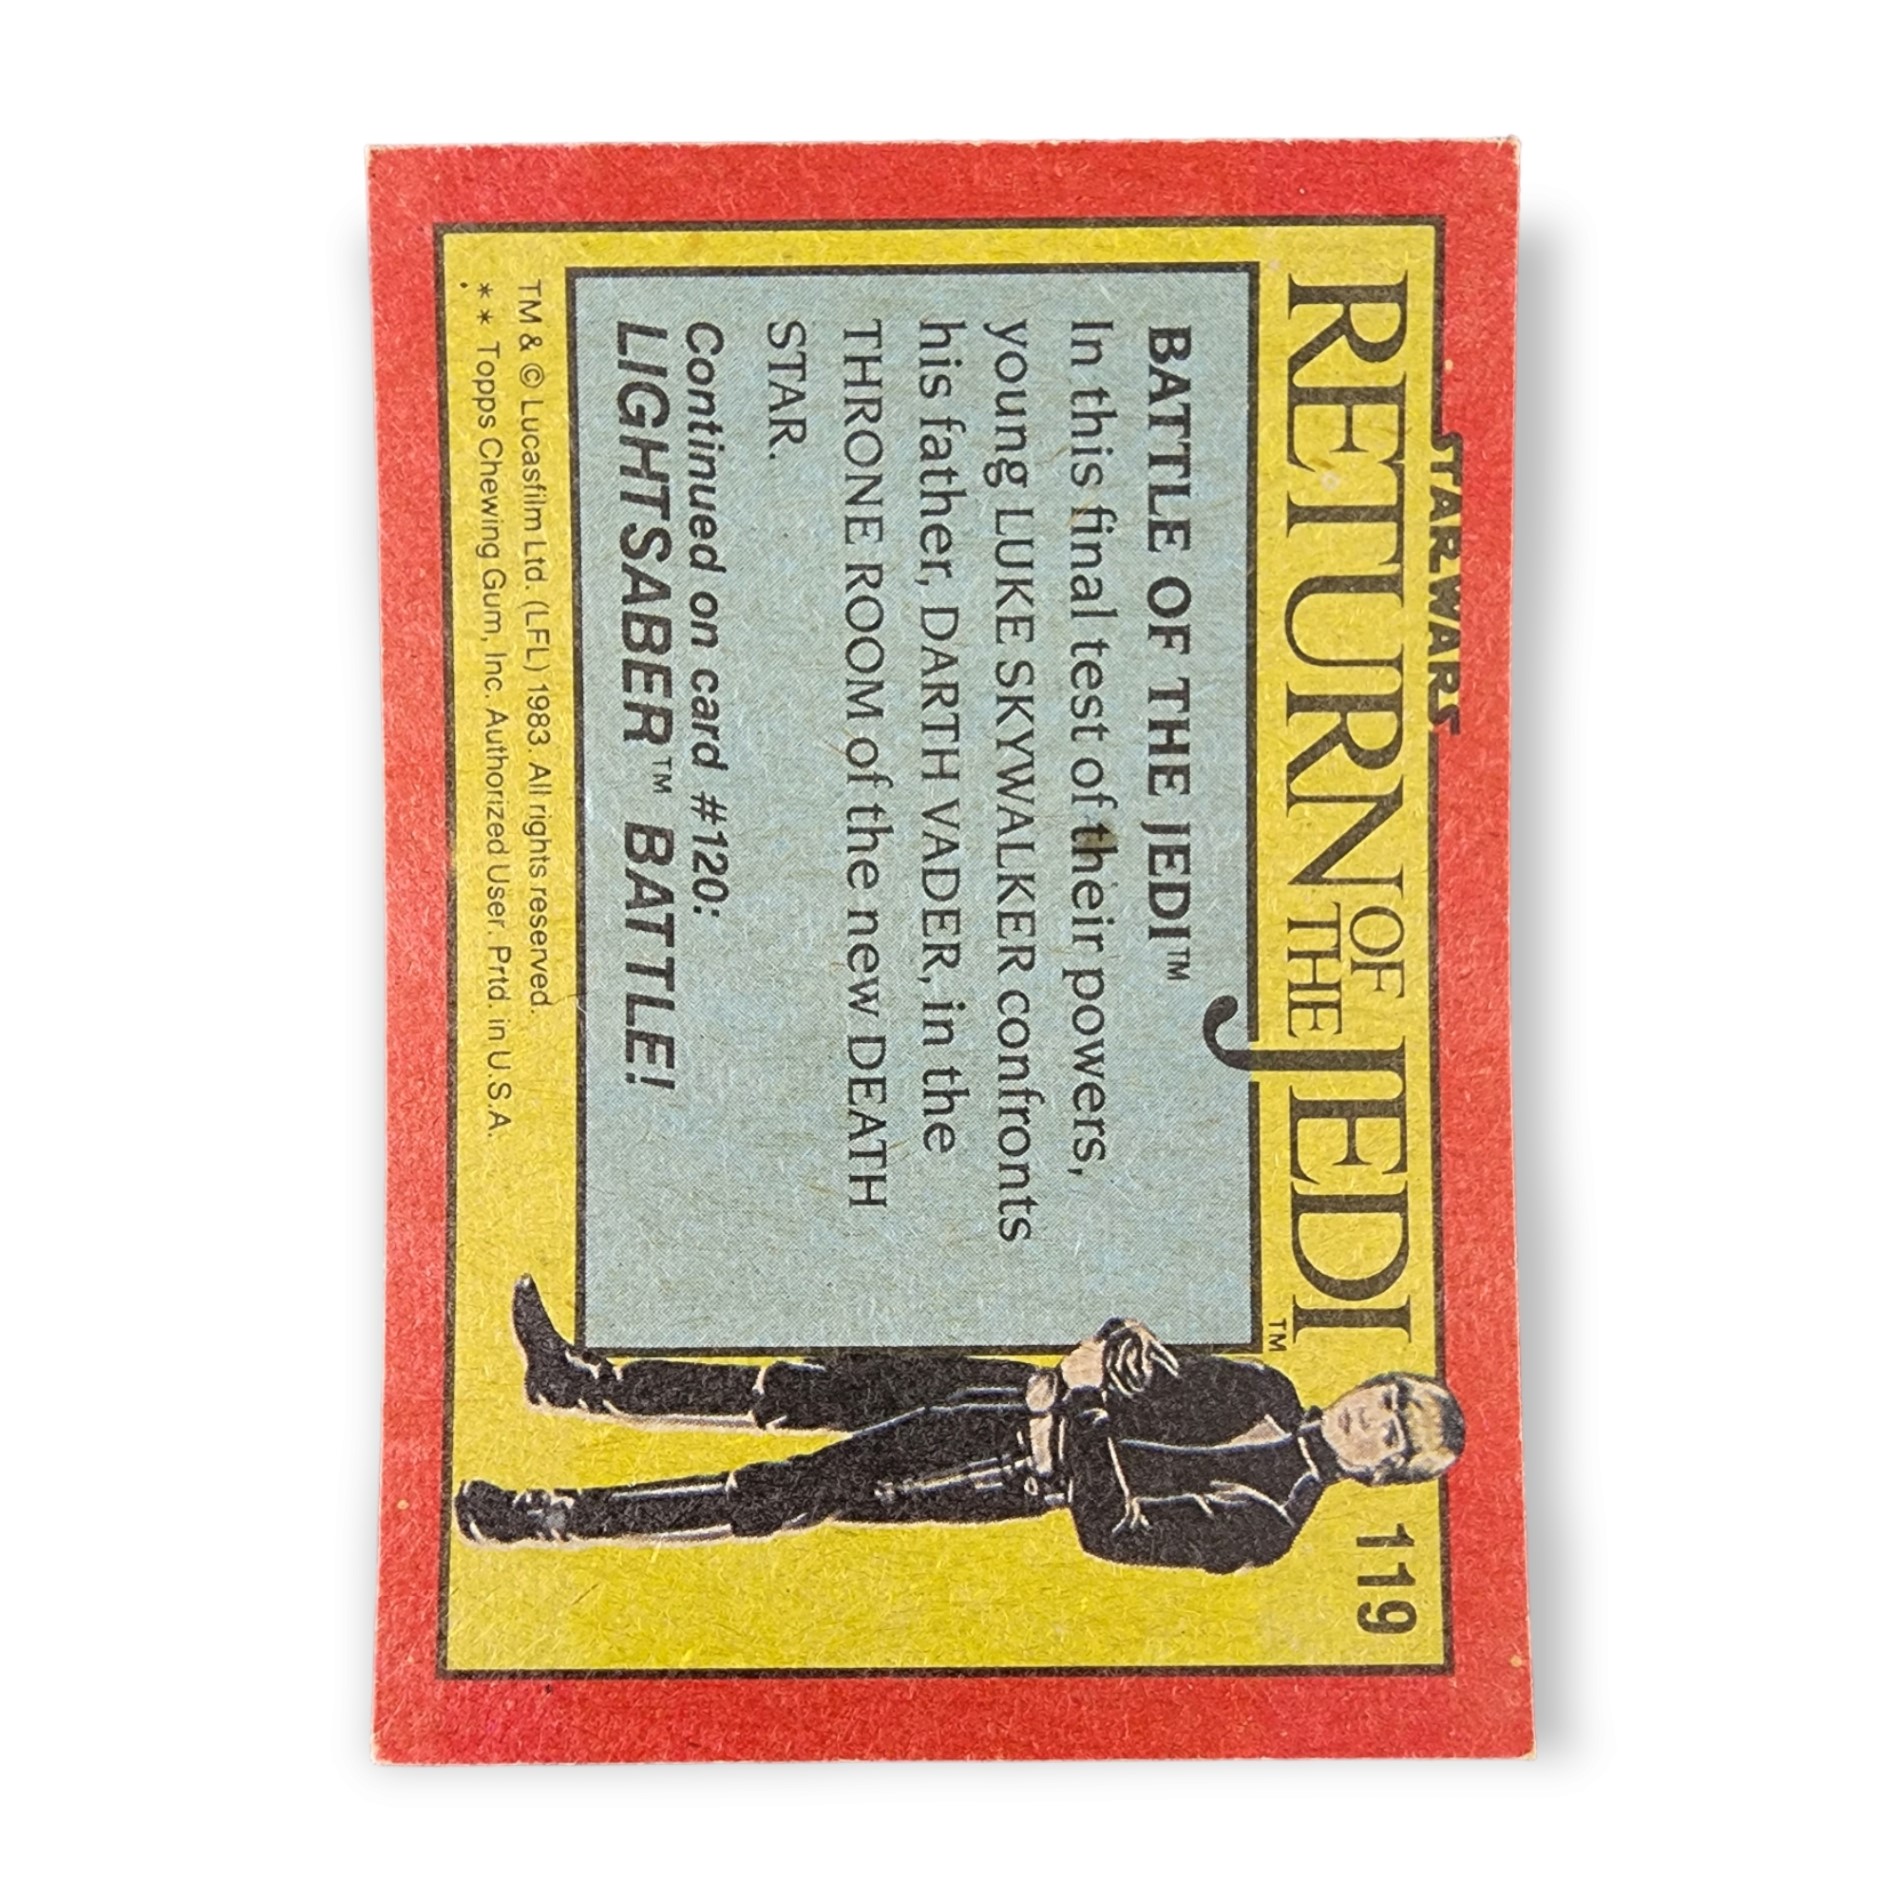 STAR WARS
RETURN OF THE JEDI™
119
BATTLE OF THE JEDI™
In this final test of their powers,
young LUKE SKYWALKER confronts
his father, DARTH VADER, in the
THRONE ROOM of the new DEATH
STAR.
Continued on card #120:
LIGHTSABER™ BATTLE!
TM & © Lucasfilm Ltd. (LFL) 1983. All rights reserved.
** Topps Chewing Gum, Inc. Authorized User. Prtd. in U.S.A.